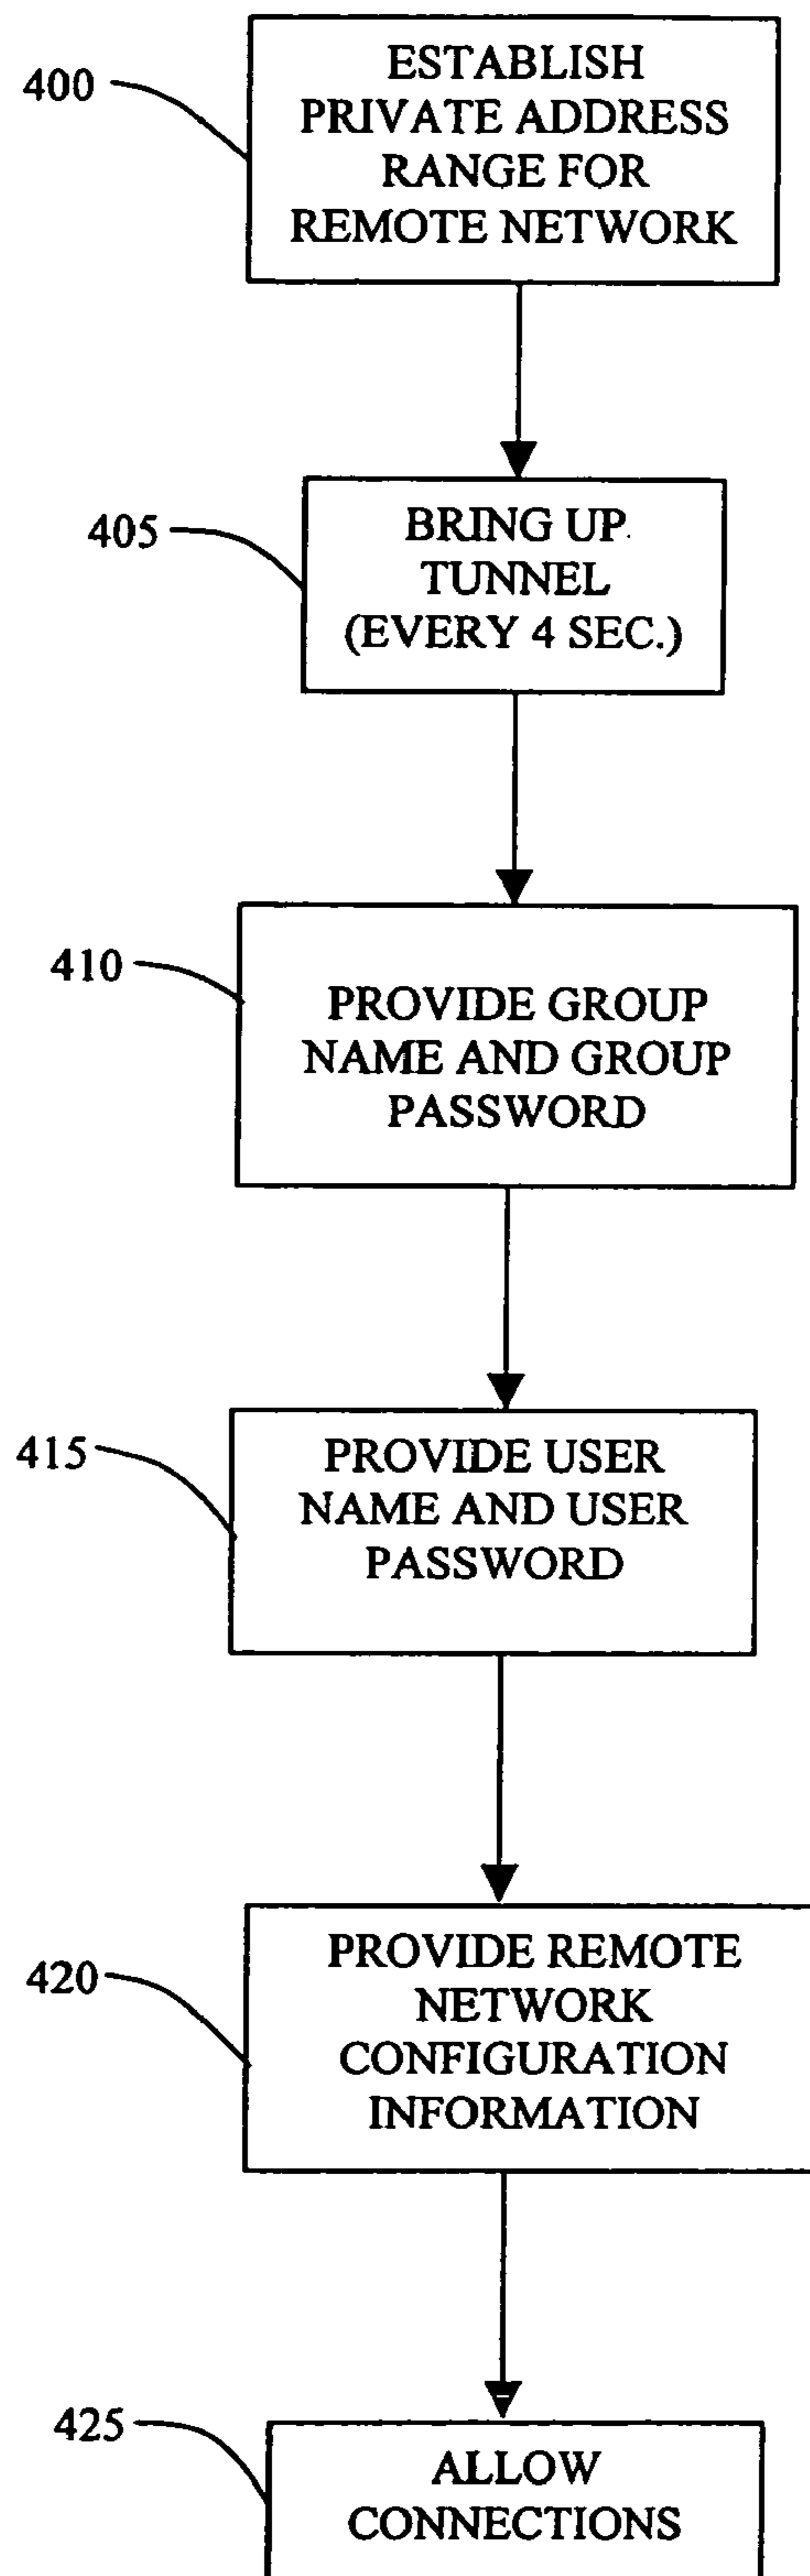 400
ESTABLISH
PRIVATE ADDRESS
RANGE FOR
REMOTE NETWORK
405
BRING UP
TUNNEL
(EVERY 4 SEC.)
410
PROVIDE GROUP
NAME AND GROUP
PASSWORD
415
PROVIDE USER
NAME AND USER
PASSWORD
420
PROVIDE REMOTE
NETWORK
CONFIGURATION
INFORMATION
425
ALLOW
CONNECTIONS